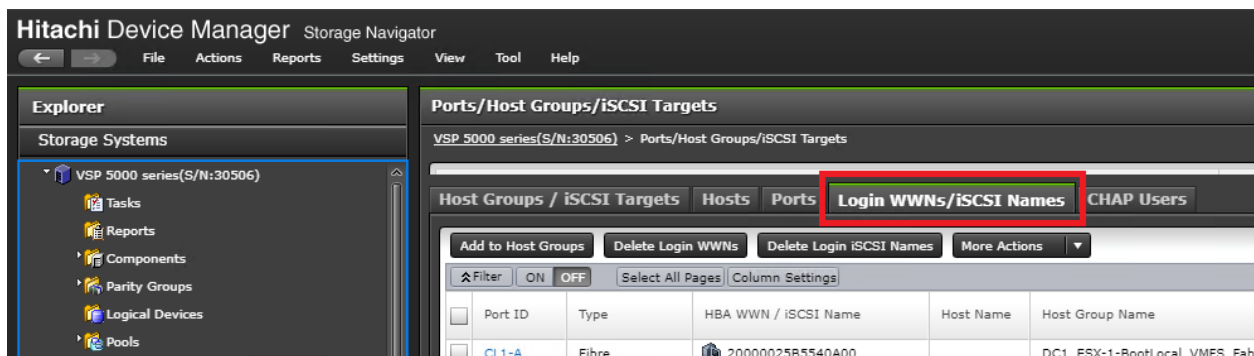 Hitachi Device Manager Storage Navigator
File Actions Reports Settings View Tool Help
Explorer
Storage Systems
VSP 5000 series(S/N:30506)
Tasks
Reports
Components
Parity Groups
Logical Devices
Pools
Ports/Host Groups/iSCSI Targets
VSP 5000 series(S/N:30506) > Ports/Host Groups/iSCSI Targets
Host Groups / iSCSI Targets Hosts Ports Login WWNs/iSCSI Names CHAP Users
Add to Host Groups Delete Login WWNs Delete Login iSCSI Names More Actions
Filter ON OFF Select All Pages Column Settings
Port ID Type HBA WWN / iSCSI Name Host Name Host Group Name
CL1-A Fibre 20000025B5540A00 DC1_ESX-1-BootLocal_VMFS_Fab